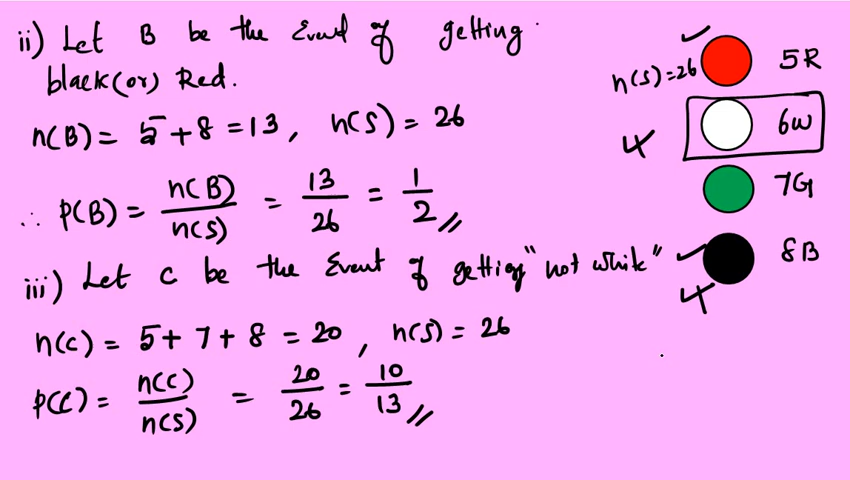 ii) Let B be the Event of getting
black(or) Red.
n(B) = 5 + 8 = 13, n(S) = 26
∴ P(B) = n(B)/n(S) = 13/26 = 1/2 //
iii) Let C be the Event of getting "not white"
n(C) = 5 + 7 + 8 = 20, n(S) = 26
P(C) = n(C)/n(S) = 20/26 = 10/13 //
n(S) = 26
5R
6W
7G
8B